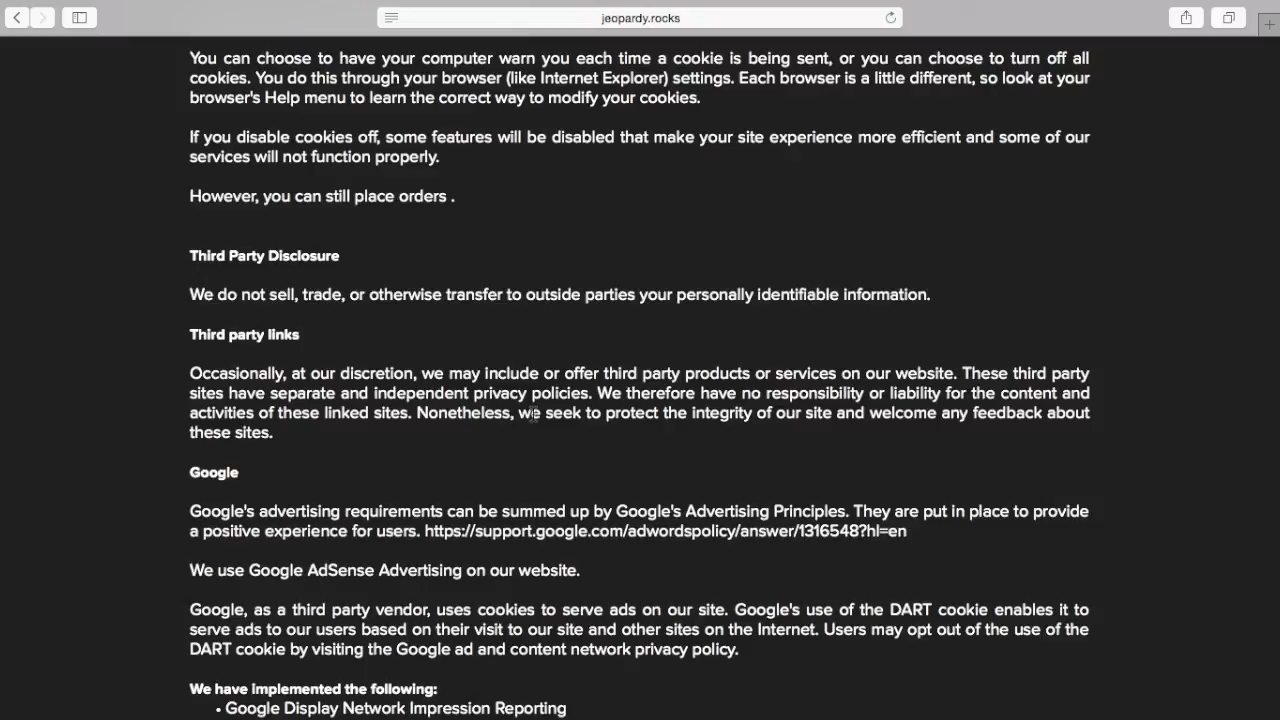 jeopardy.rocks
You can choose to have your computer warn you each time a cookie is being sent, or you can choose to turn off all
cookies. You do this through your browser (like Internet Explorer) settings. Each browser is a little different, so look at your
browser's Help menu to learn the correct way to modify your cookies.
If you disable cookies off, some features will be disabled that make your site experience more efficient and some of our
services will not function properly.
However, you can still place orders .
Third Party Disclosure
We do not sell, trade, or otherwise transfer to outside parties your personally identifiable information.
Third party links
Occasionally, at our discretion, we may include or offer third party products or services on our website. These third party
sites have separate and independent privacy policies. We therefore have no responsibility or liability for the content and
activities of these linked sites. Nonetheless, we seek to protect the integrity of our site and welcome any feedback about
these sites.
Google
Google's advertising requirements can be summed up by Google's Advertising Principles. They are put in place to provide
a positive experience for users. https://support.google.com/adwordspolicy/answer/1316548?hl=en
We use Google AdSense Advertising on our website.
Google, as a third party vendor, uses cookies to serve ads on our site. Google's use of the DART cookie enables it to
serve ads to our users based on their visit to our site and other sites on the Internet. Users may opt out of the use of the
DART cookie by visiting the Google ad and content network privacy policy.
We have implemented the following:
• Google Display Network Impression Reporting